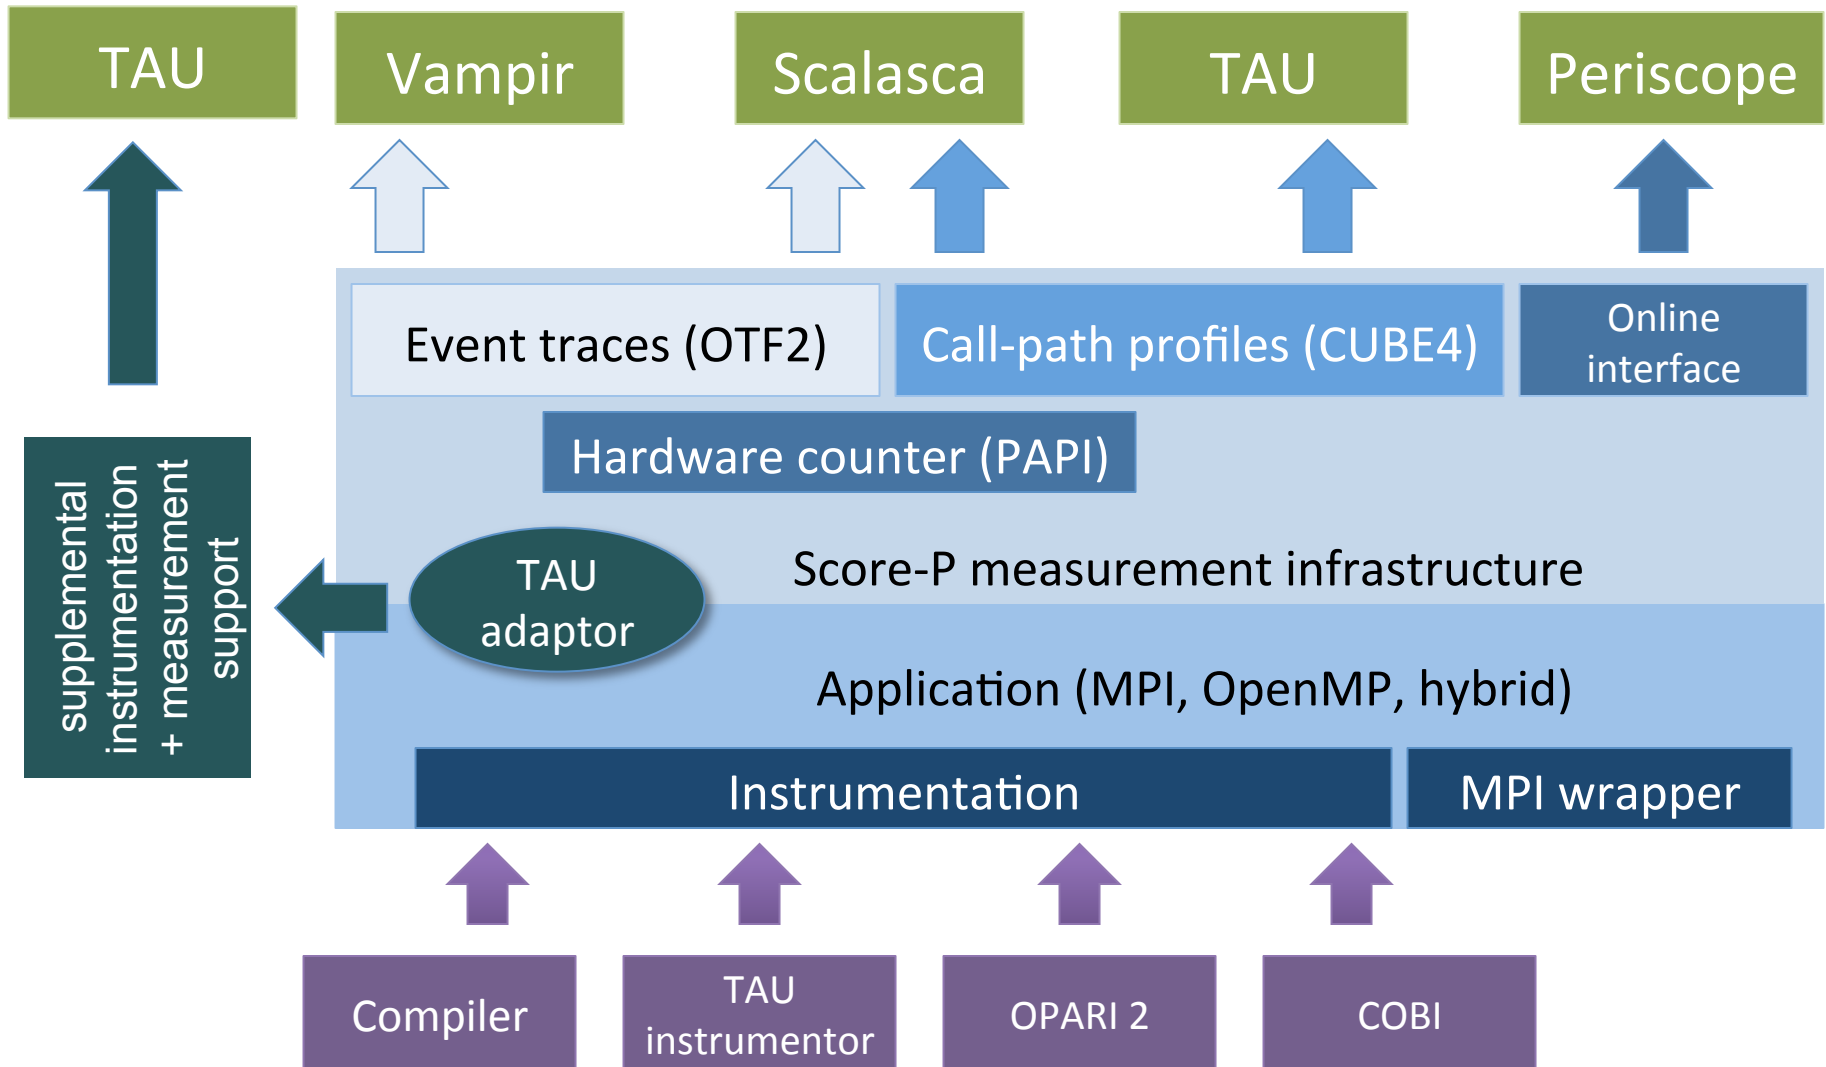 TAU
Vampir
Scalasca
TAU
Periscope
Event traces (OTF2)
Call-path profiles (CUBE4)
Online
interface
Hardware counter (PAPI)
supplemental
instrumentation
+ measurement
support
TAU
adaptor
Score-P measurement infrastructure
Application (MPI, OpenMP, hybrid)
Instrumentation
MPI wrapper
Compiler
TAU
instrumentor
OPARI 2
COBI